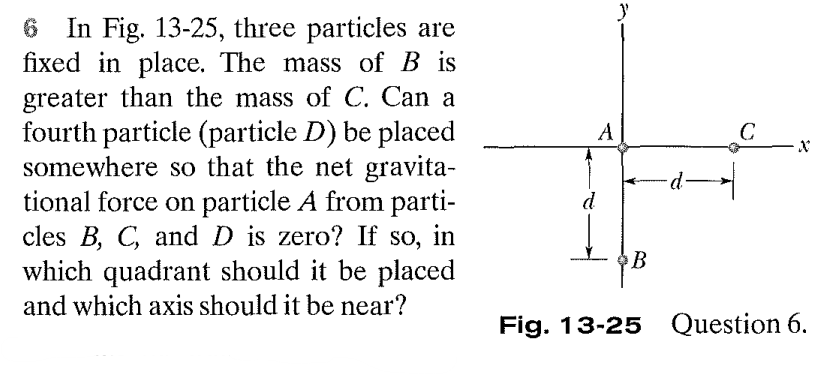 6 In Fig. 13-25, three particles are
fixed in place. The mass of B is
greater than the mass of C. Can a
fourth particle (particle D) be placed
somewhere so that the net gravita-
tional force on particle A from parti-
cles B, C, and D is zero? If so, in
which quadrant should it be placed
and which axis should it be near?
y
A
C
x
d
d
B
Fig. 13-25 Question 6.